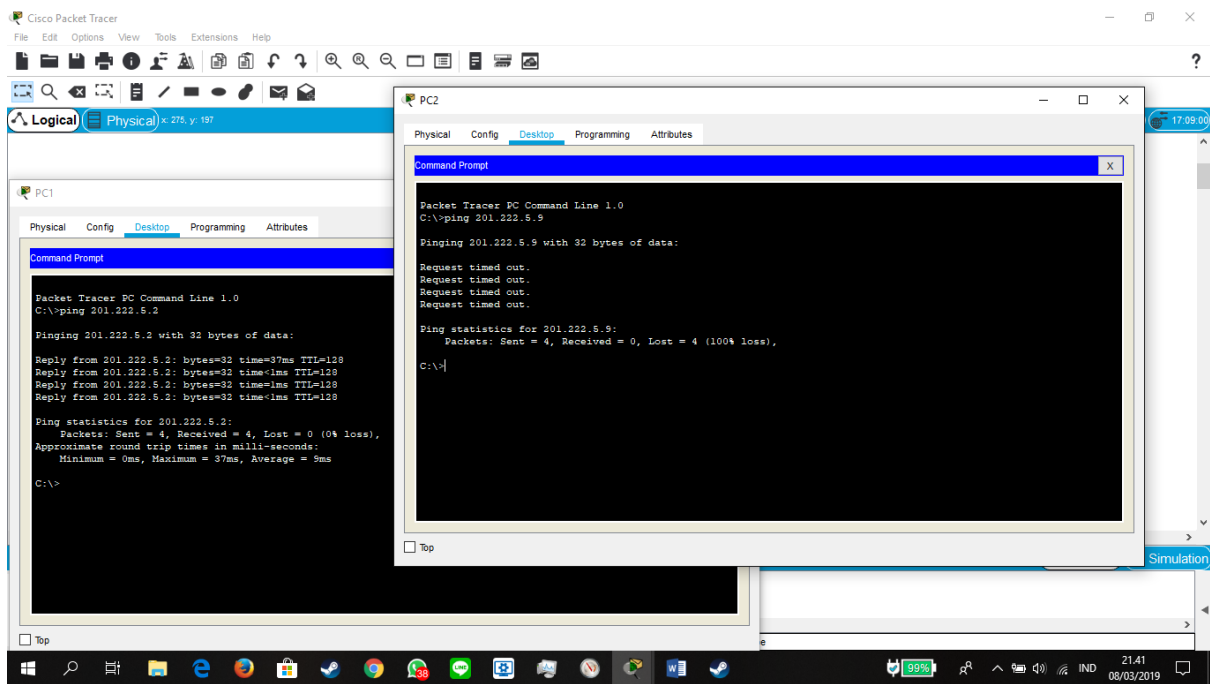 Cisco Packet Tracer
File Edit Options View Tools Extensions Help
?
Logical Physical x: 275, y: 197
17:09:00
PC1
Physical Config Desktop Programming Attributes
Command Prompt
Packet Tracer PC Command Line 1.0
C:\>ping 201.222.5.2
Pinging 201.222.5.2 with 32 bytes of data:
Reply from 201.222.5.2: bytes=32 time=37ms TTL=128
Reply from 201.222.5.2: bytes=32 time<1ms TTL=128
Reply from 201.222.5.2: bytes=32 time=1ms TTL=128
Reply from 201.222.5.2: bytes=32 time<1ms TTL=128
Ping statistics for 201.222.5.2:
Packets: Sent = 4, Received = 4, Lost = 0 (0% loss),
Approximate round trip times in milli-seconds:
Minimum = 0ms, Maximum = 37ms, Average = 9ms
C:\>
Top
PC2
Physical Config Desktop Programming Attributes
Command Prompt X
Packet Tracer PC Command Line 1.0
C:\>ping 201.222.5.9
Pinging 201.222.5.9 with 32 bytes of data:
Request timed out.
Request timed out.
Request timed out.
Request timed out.
Ping statistics for 201.222.5.9:
Packets: Sent = 4, Received = 0, Lost = 4 (100% loss),
C:\>
Top
Simulation
38 LINE 99% IND 21.41
08/03/2019